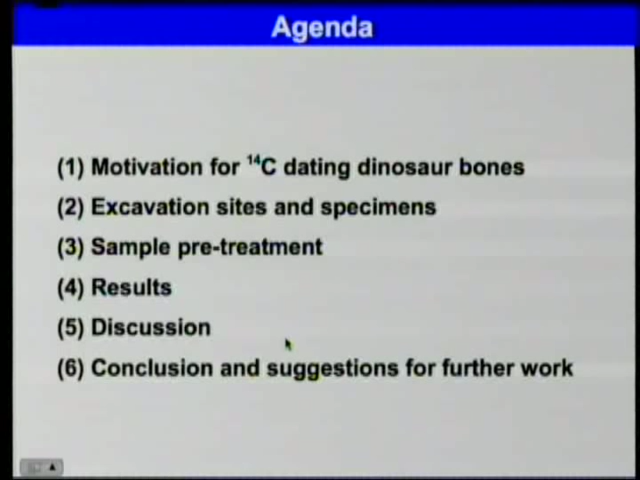 Agenda
(1) Motivation for ¹⁴C dating dinosaur bones
(2) Excavation sites and specimens
(3) Sample pre-treatment
(4) Results
(5) Discussion
(6) Conclusion and suggestions for further work